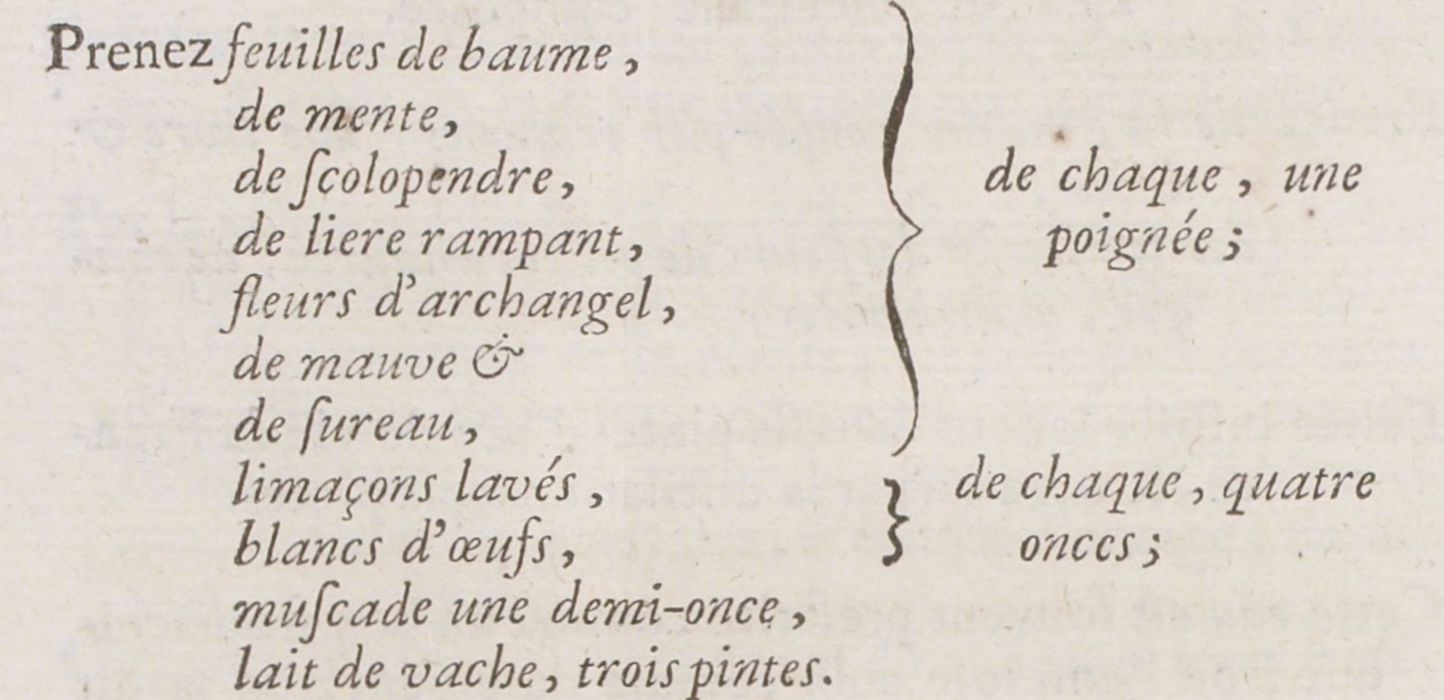 Prenez feuilles de baume,
de mente,
de ſcolopendre,
de liere rampant,
fleurs d'archangel,
de mauve &
de ſureau,
de chaque, une
poignée;
limaçons lavés,
blancs d'œufs,
de chaque, quatre
onces;
muſcade une demi-once,
lait de vache, trois pintes.